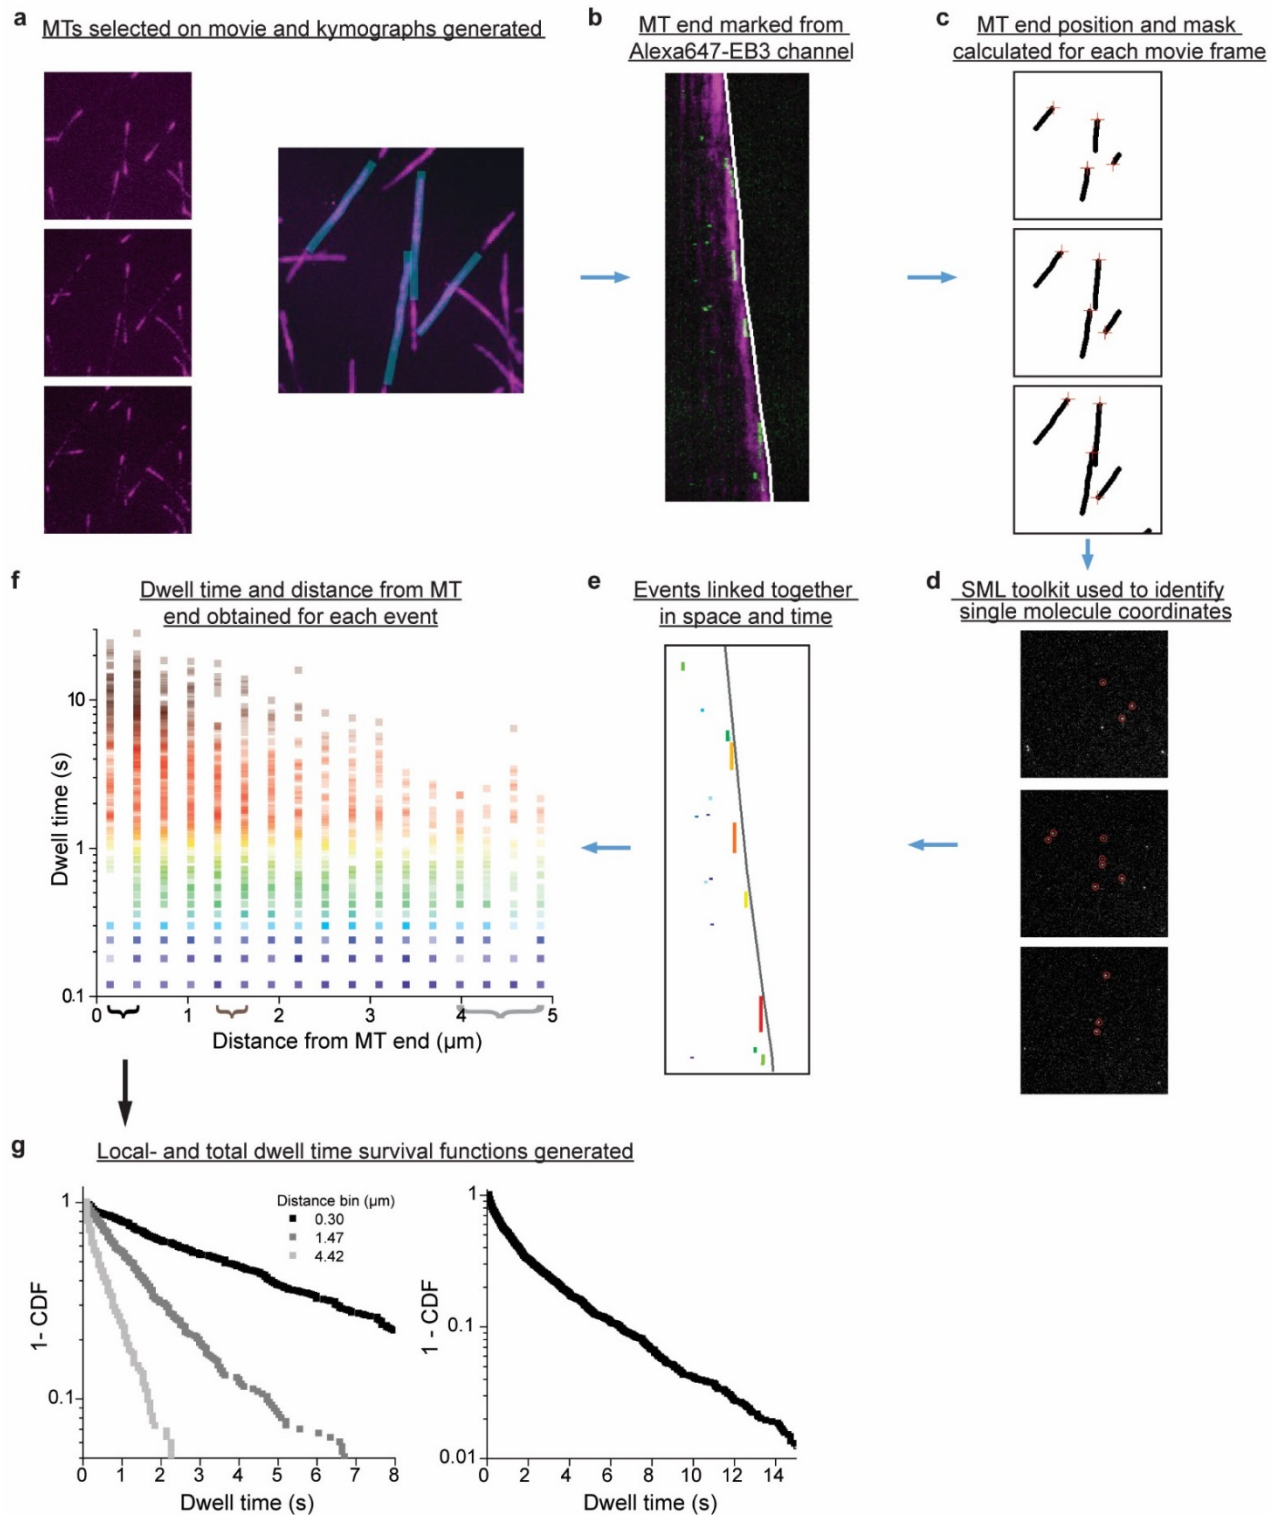 a
MTs selected on movie and kymographs generated
b
MT end marked from
Alexa647-EB3 channel
c
MT end position and mask
calculated for each movie frame
f
Dwell time and distance from MT
end obtained for each event
Dwell time (s)
10
1
0.1
0 1 2 3 4 5
Distance from MT end (µm)
e
Events linked together
in space and time
d
SML toolkit used to identify
single molecule coordinates
g
Local- and total dwell time survival functions generated
1- CDF
1
0.1
Distance bin (µm)
0.30
1.47
4.42
0 1 2 3 4 5 6 7 8
Dwell time (s)
1 - CDF
1
0.1
0.01
0 2 4 6 8 10 12 14
Dwell time (s)